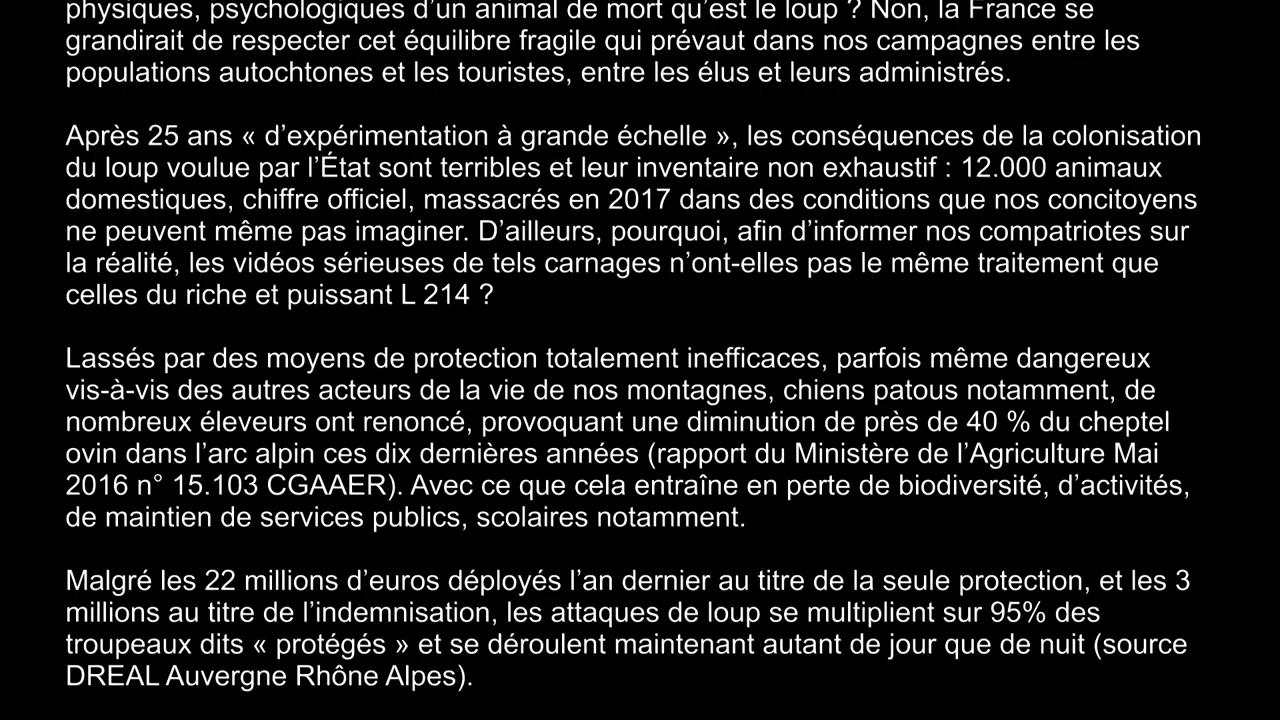 physiques, psychologiques d’un animal de mort qu’est le loup ? Non, la France se
grandirait de respecter cet équilibre fragile qui prévaut dans nos campagnes entre les
populations autochtones et les touristes, entre les élus et leurs administrés.
Après 25 ans « d’expérimentation à grande échelle », les conséquences de la colonisation
du loup voulue par l’État sont terribles et leur inventaire non exhaustif : 12.000 animaux
domestiques, chiffre officiel, massacrés en 2017 dans des conditions que nos concitoyens
ne peuvent même pas imaginer. D’ailleurs, pourquoi, afin d’informer nos compatriotes sur
la réalité, les vidéos sérieuses de tels carnages n’ont-elles pas le même traitement que
celles du riche et puissant L 214 ?
Lassés par des moyens de protection totalement inefficaces, parfois même dangereux
vis-à-vis des autres acteurs de la vie de nos montagnes, chiens patous notamment, de
nombreux éleveurs ont renoncé, provoquant une diminution de près de 40 % du cheptel
ovin dans l’arc alpin ces dix dernières années (rapport du Ministère de l’Agriculture Mai
2016 n° 15.103 CGAAER). Avec ce que cela entraîne en perte de biodiversité, d’activités,
de maintien de services publics, scolaires notamment.
Malgré les 22 millions d’euros déployés l’an dernier au titre de la seule protection, et les 3
millions au titre de l’indemnisation, les attaques de loup se multiplient sur 95% des
troupeaux dits « protégés » et se déroulent maintenant autant de jour que de nuit (source
DREAL Auvergne Rhône Alpes).